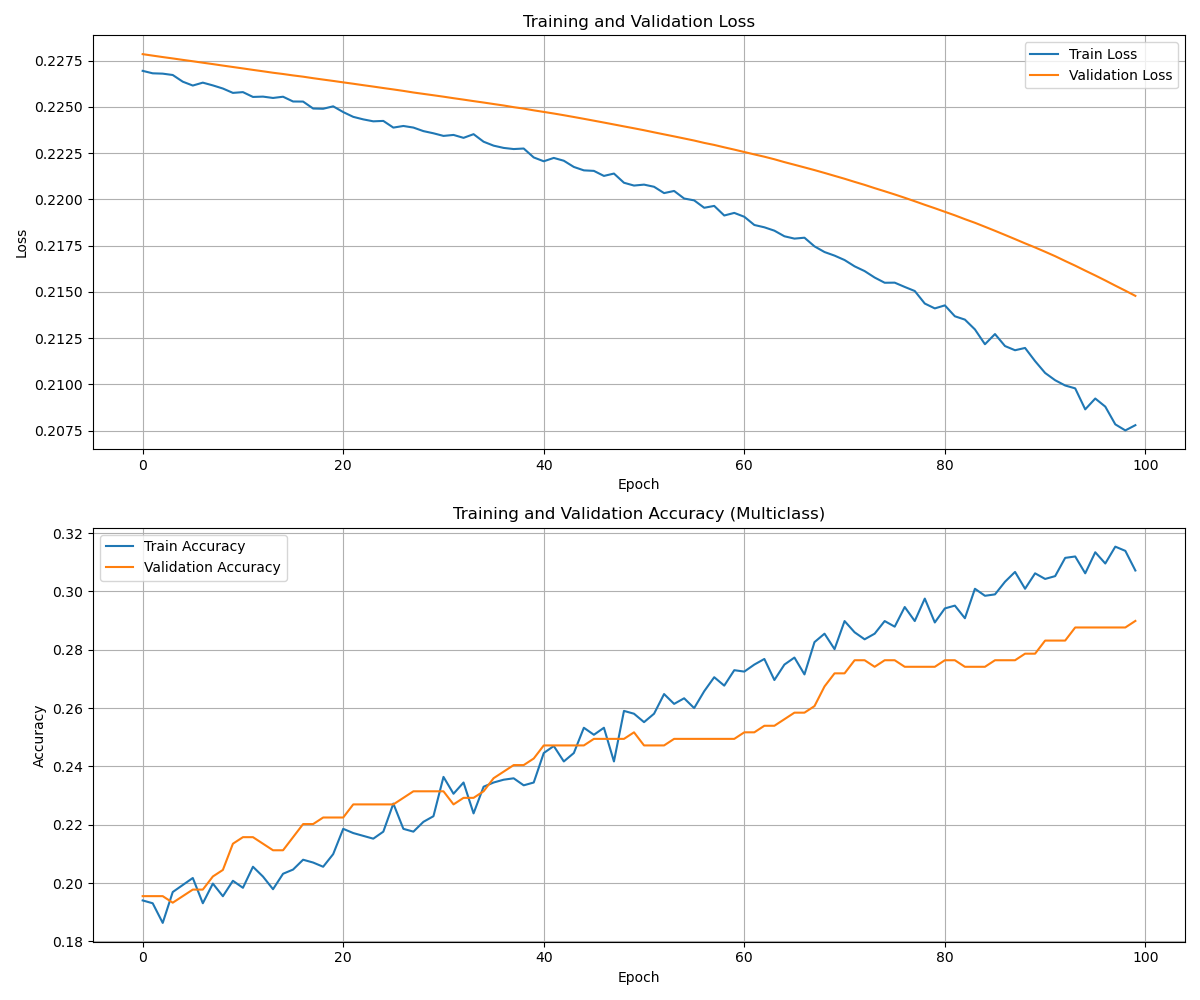 Training and Validation Loss
Train Loss
Validation Loss
0.2275
0.2250
0.2225
0.2200
0.2175
0.2150
0.2125
0.2100
0.2075
Loss
0 20 40 60 80 100
Epoch
Training and Validation Accuracy (Multiclass)
Train Accuracy
Validation Accuracy
0.32
0.30
0.28
0.26
0.24
0.22
0.20
0.18
Accuracy
0 20 40 60 80 100
Epoch